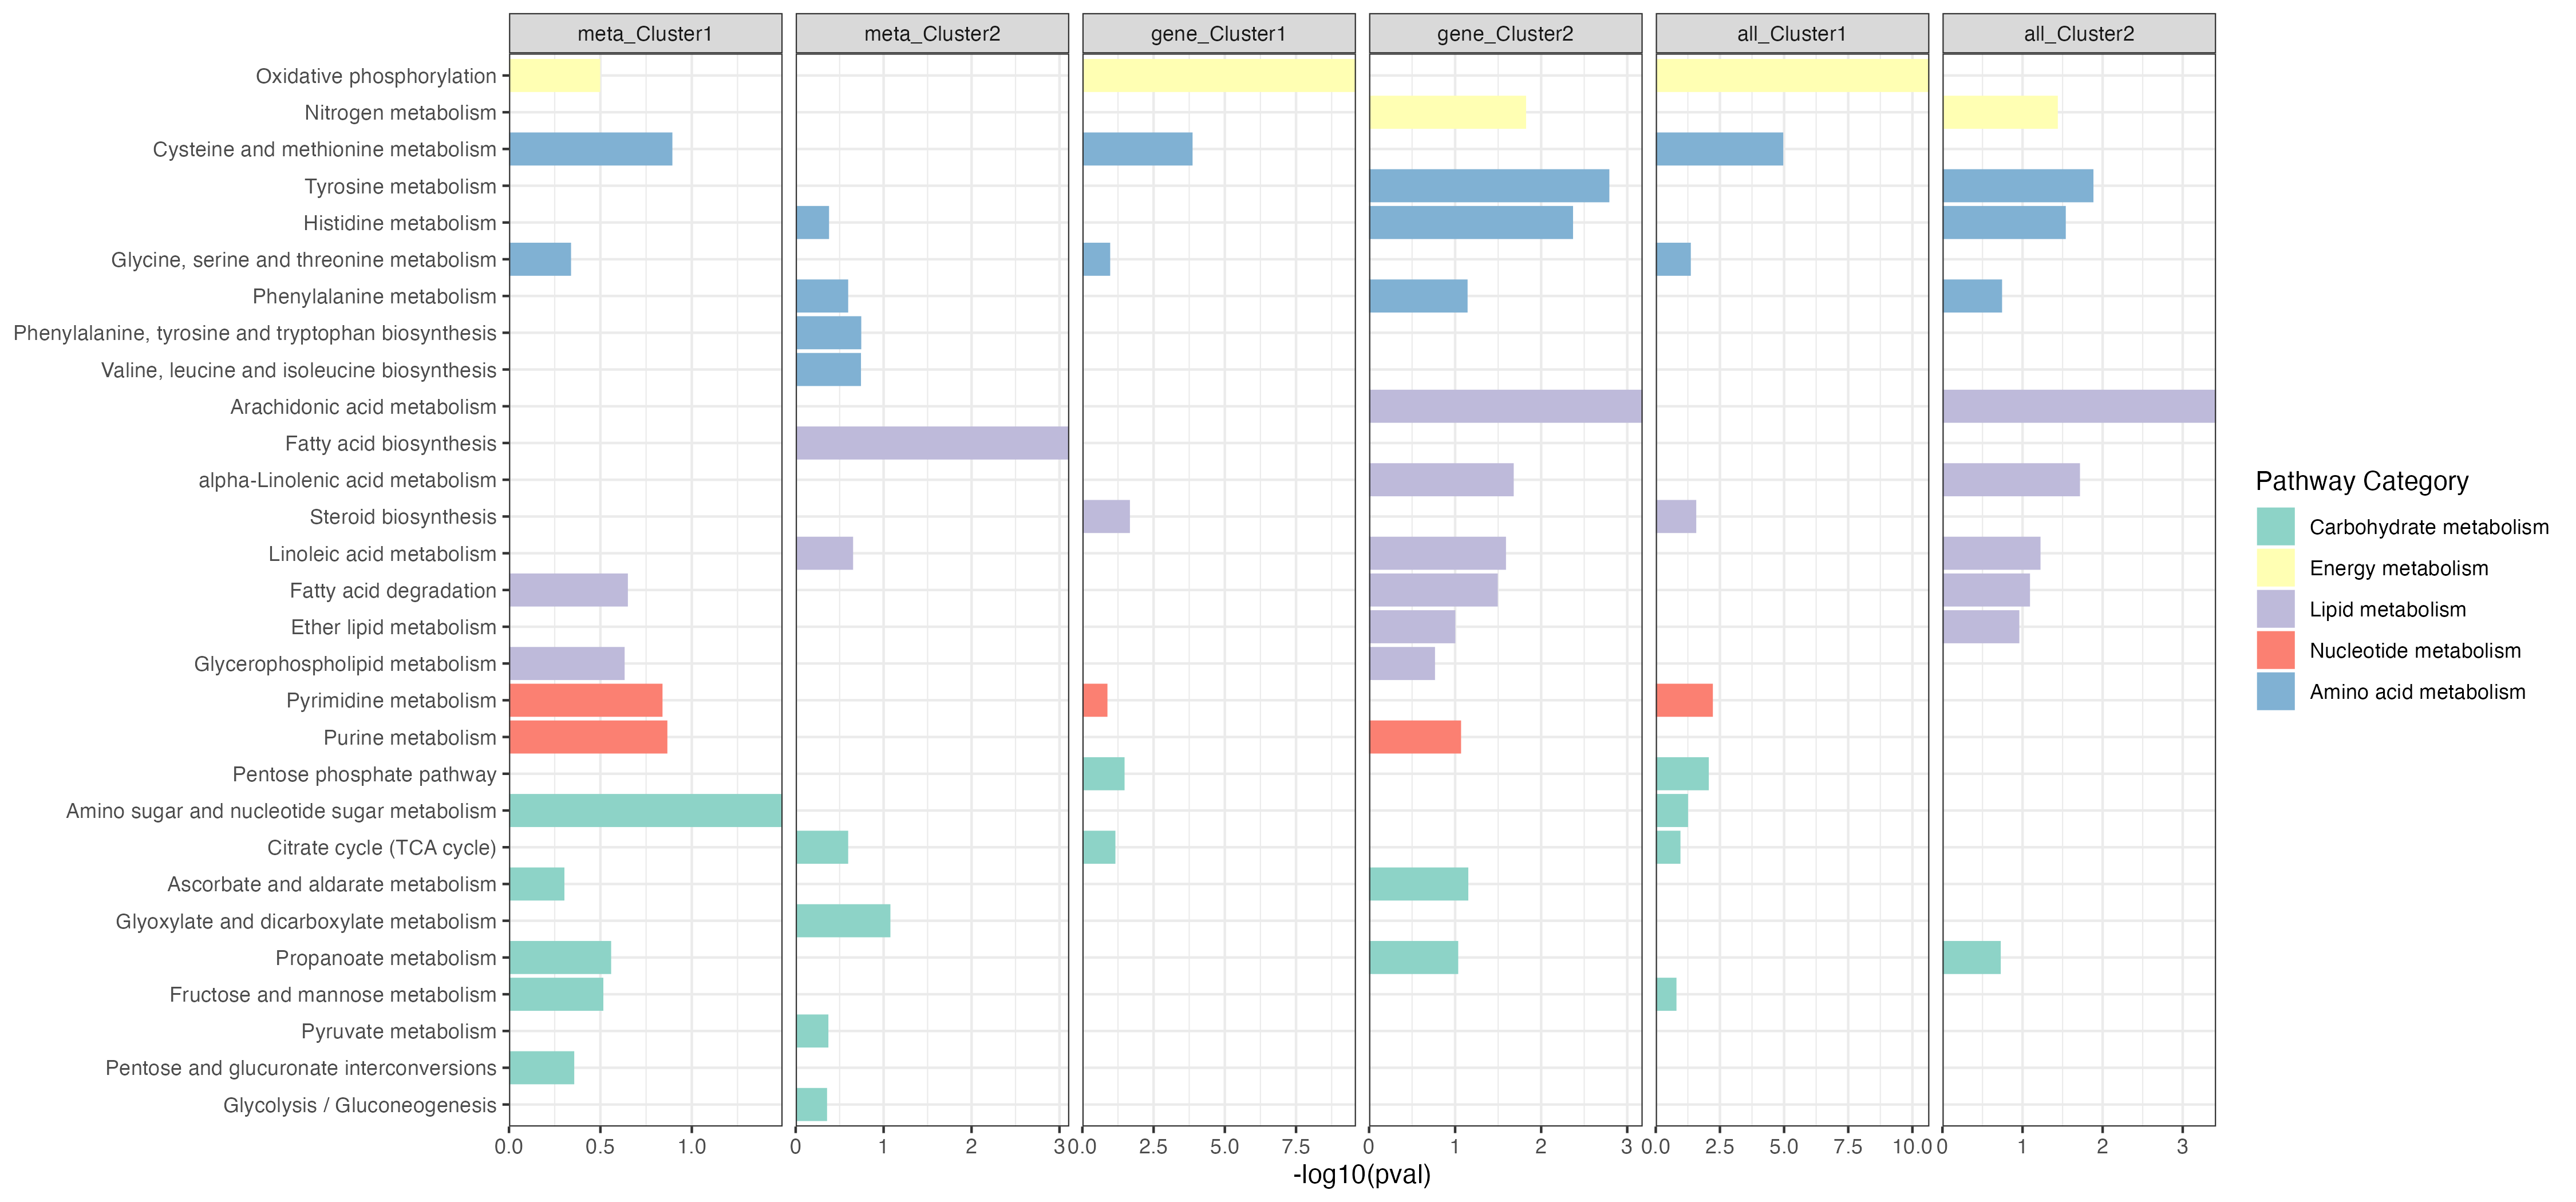 meta_Cluster1
meta_Cluster2
gene_Cluster1
gene_Cluster2
all_Cluster1
all_Cluster2
Oxidative phosphorylation
Nitrogen metabolism
Cysteine and methionine metabolism
Tyrosine metabolism
Histidine metabolism
Glycine, serine and threonine metabolism
Phenylalanine metabolism
Phenylalanine, tyrosine and tryptophan biosynthesis
Valine, leucine and isoleucine biosynthesis
Arachidonic acid metabolism
Fatty acid biosynthesis
alpha-Linolenic acid metabolism
Steroid biosynthesis
Linoleic acid metabolism
Fatty acid degradation
Ether lipid metabolism
Glycerophospholipid metabolism
Pyrimidine metabolism
Purine metabolism
Pentose phosphate pathway
Amino sugar and nucleotide sugar metabolism
Citrate cycle (TCA cycle)
Ascorbate and aldarate metabolism
Glyoxylate and dicarboxylate metabolism
Propanoate metabolism
Fructose and mannose metabolism
Pyruvate metabolism
Pentose and glucuronate interconversions
Glycolysis / Gluconeogenesis
0.0 0.5 1.0
0 1 2 3
0.0 2.5 5.0 7.5
0 1 2 3
0.0 2.5 5.0 7.5 10.0
0 1 2 3
-log10(pval)
Pathway Category
Carbohydrate metabolism
Energy metabolism
Lipid metabolism
Nucleotide metabolism
Amino acid metabolism